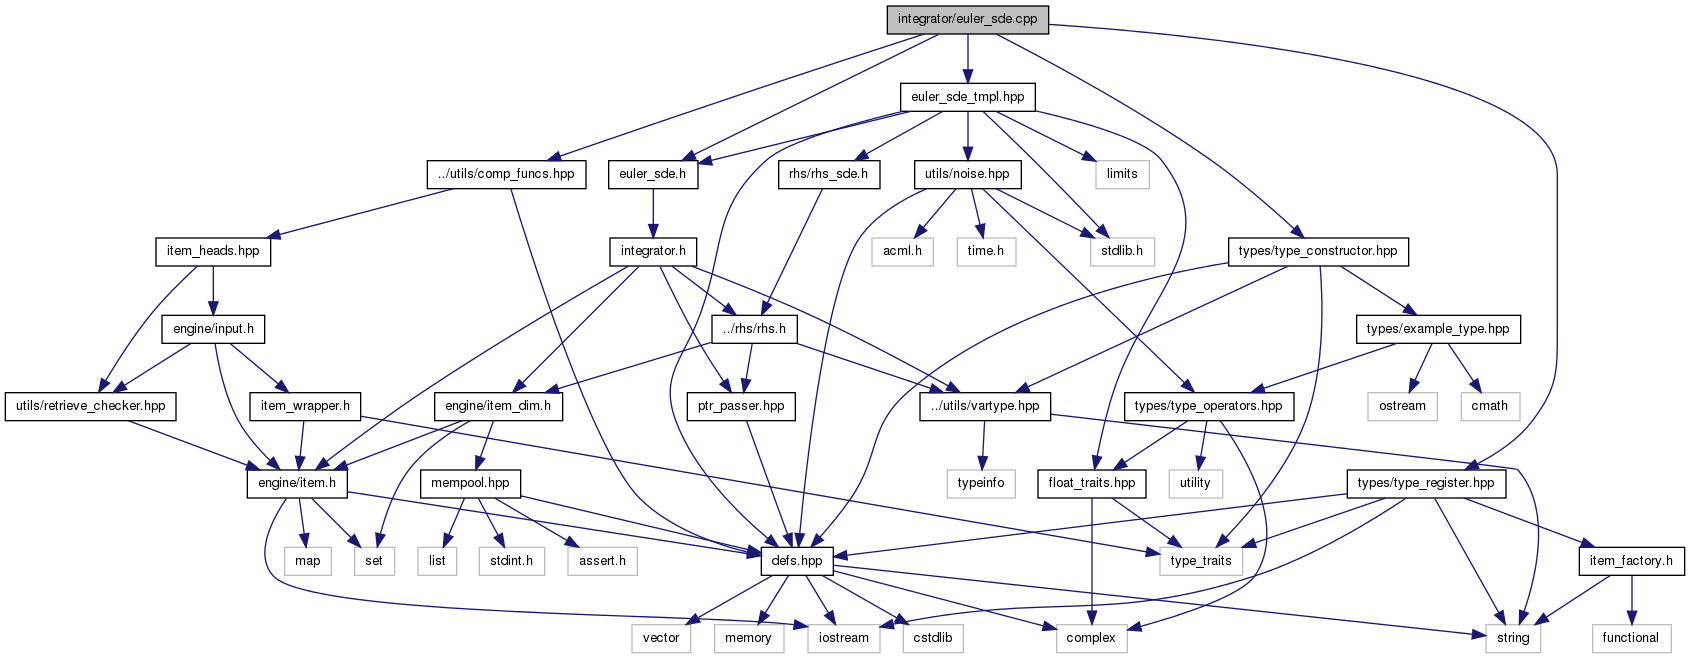 integrator/euler_sde.cpp
euler_sde_tmpl.hpp
../utils/comp_funcs.hpp
euler_sde.h
rhs/rhs_sde.h
utils/noise.hpp
limits
item_heads.hpp
integrator.h
acml.h
time.h
stdlib.h
types/type_constructor.hpp
engine/input.h
../rhs/rhs.h
types/example_type.hpp
utils/retrieve_checker.hpp
item_wrapper.h
engine/item_dim.h
ptr_passer.hpp
../utils/vartype.hpp
types/type_operators.hpp
ostream
cmath
engine/item.h
mempool.hpp
typeinfo
float_traits.hpp
utility
types/type_register.hpp
map
set
list
stdint.h
assert.h
defs.hpp
type_traits
item_factory.h
vector
memory
iostream
cstdlib
complex
string
functional